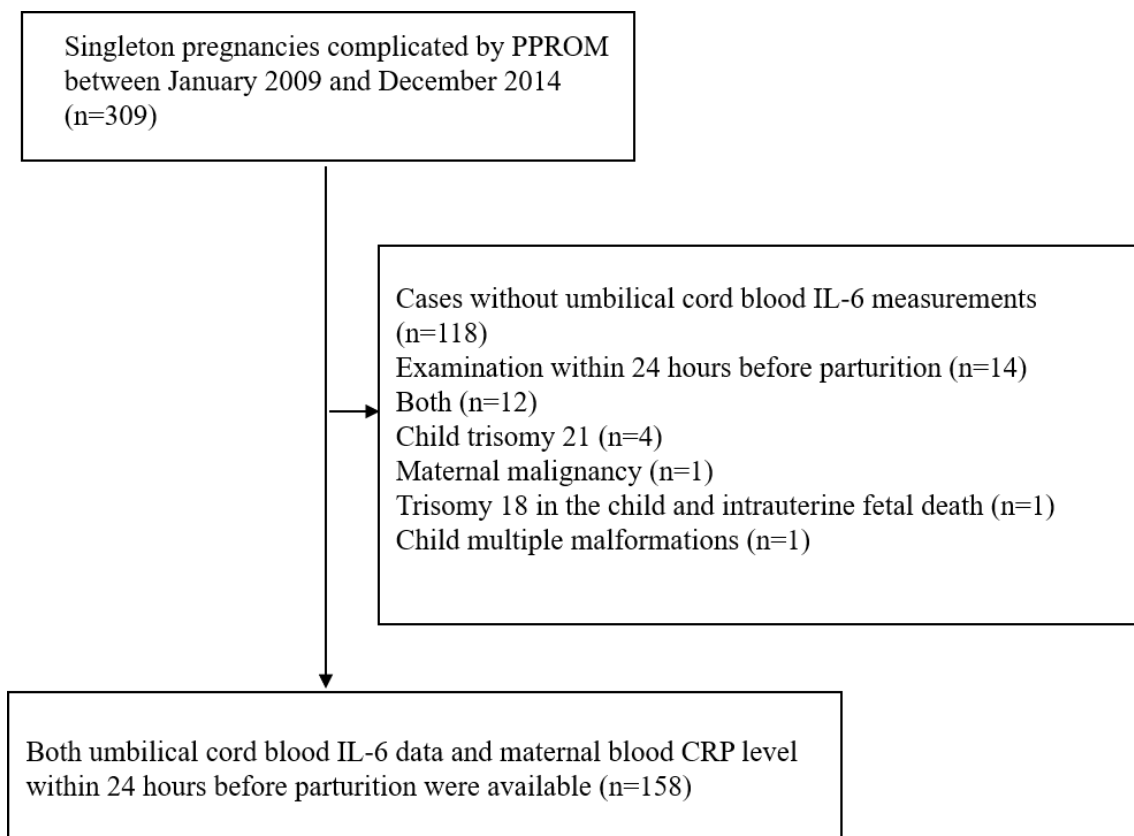 Singleton pregnancies complicated by PPROM
between January 2009 and December 2014
(n=309)
Cases without umbilical cord blood IL-6 measurements
(n=118)
Examination within 24 hours before parturition (n=14)
Both (n=12)
Child trisomy 21 (n=4)
Maternal malignancy (n=1)
Trisomy 18 in the child and intrauterine fetal death (n=1)
Child multiple malformations (n=1)
Both umbilical cord blood IL-6 data and maternal blood CRP level
within 24 hours before parturition were available (n=158)